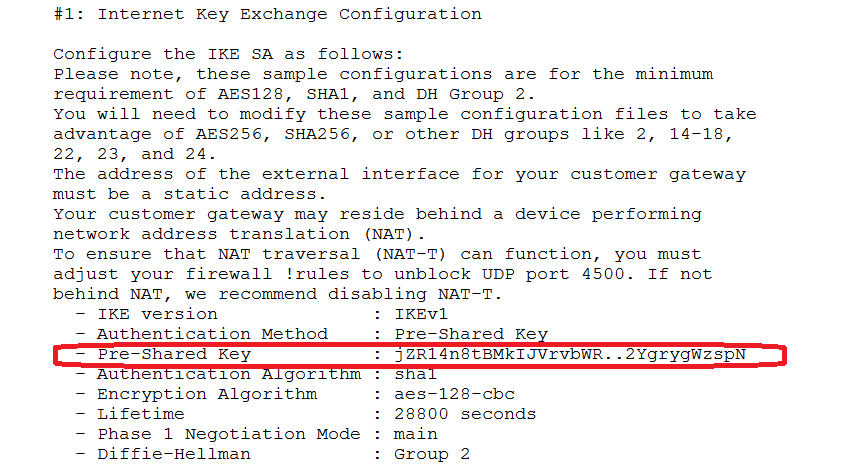 #1: Internet Key Exchange Configuration
Configure the IKE SA as follows:
Please note, these sample configurations are for the minimum
requirement of AES128, SHA1, and DH Group 2.
You will need to modify these sample configuration files to take
advantage of AES256, SHA256, or other DH groups like 2, 14-18,
22, 23, and 24.
The address of the external interface for your customer gateway
must be a static address.
Your customer gateway may reside behind a device performing
network address translation (NAT).
To ensure that NAT traversal (NAT-T) can function, you must
adjust your firewall !rules to unblock UDP port 4500. If not
behind NAT, we recommend disabling NAT-T.
- IKE version : IKEv1
- Authentication Method : Pre-Shared Key
- Pre-Shared Key : jZR14n8tBMkIJVrvbWR..2YgrygWzspN
- Authentication Algorithm : sha1
- Encryption Algorithm : aes-128-cbc
- Lifetime : 28800 seconds
- Phase 1 Negotiation Mode : main
- Diffie-Hellman : Group 2